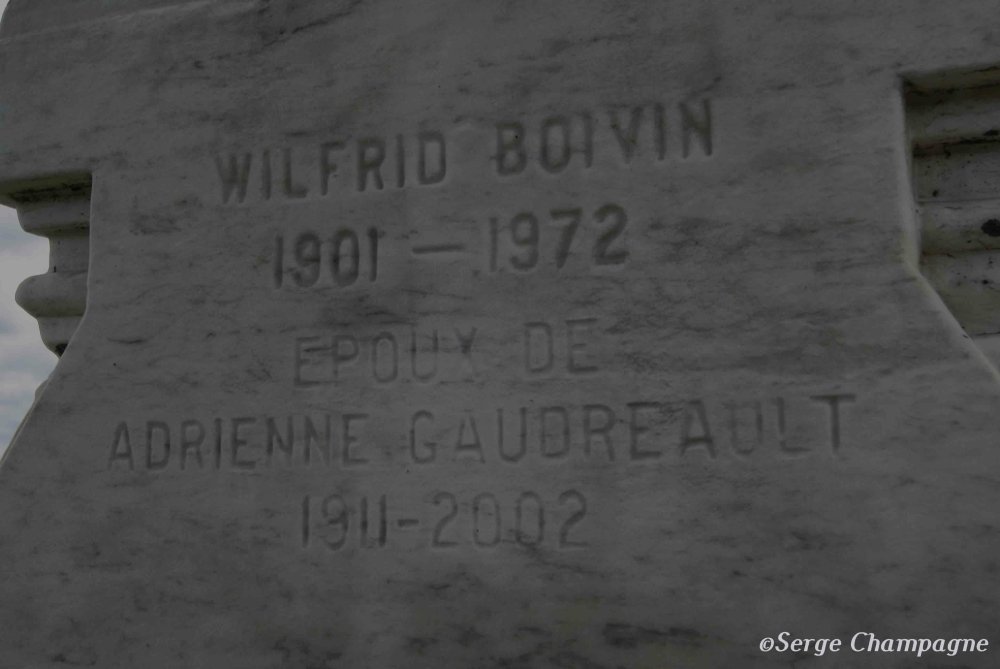 WILFRID BOIVIN
1901 — 1972
EPOUX DE
ADRIENNE GAUDREAULT
1911-2002
©Serge Champagne